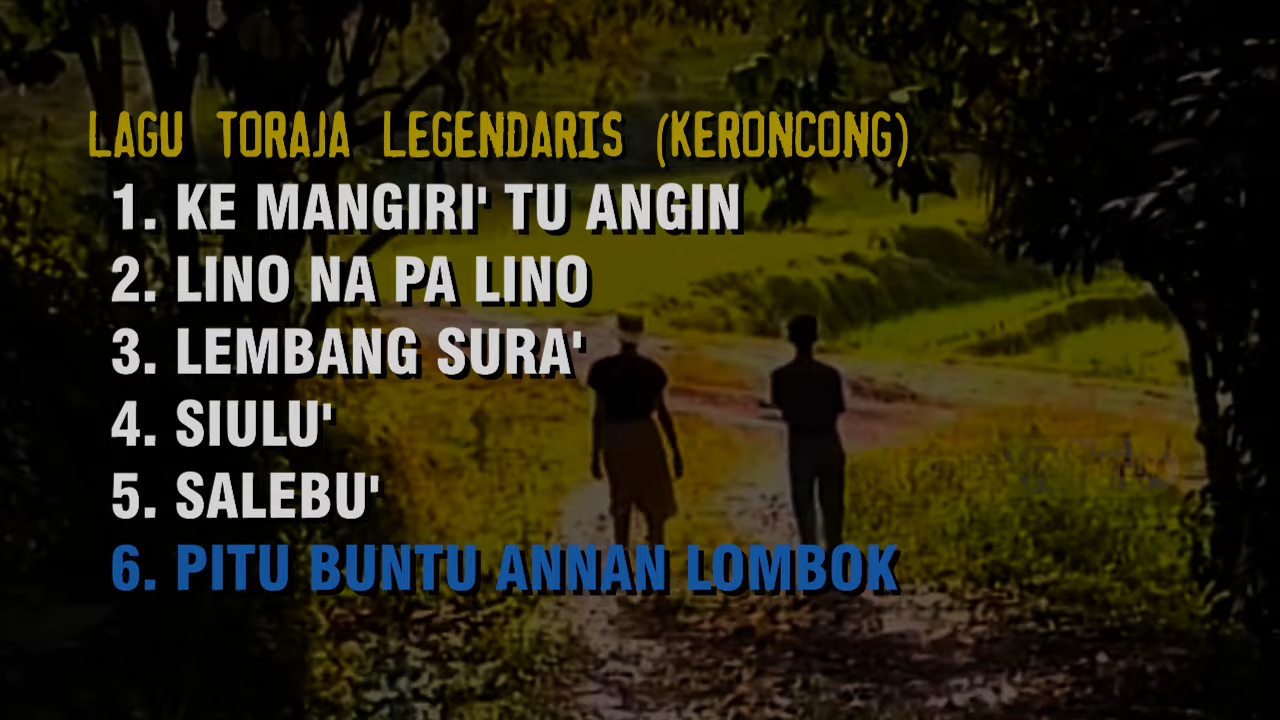 LAGU TORAJA LEGENDARIS (KERONCONG)
1. KE MANGIRI' TU ANGIN
2. LINO NA PA LINO
3. LEMBANG SURA'
4. SIULU'
5. SALEBU'
6. PITU BUNTU ANNAN LOMBOK